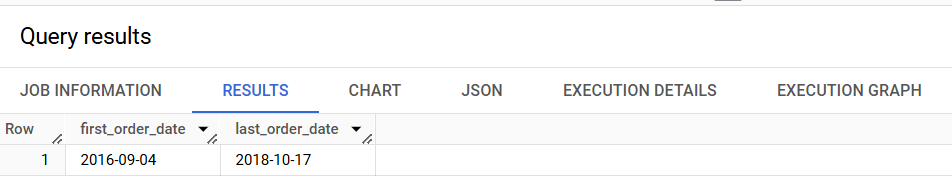 Query results
JOB INFORMATION RESULTS CHART JSON EXECUTION DETAILS EXECUTION GRAPH
Row first_order_date last_order_date
1 2016-09-04 2018-10-17